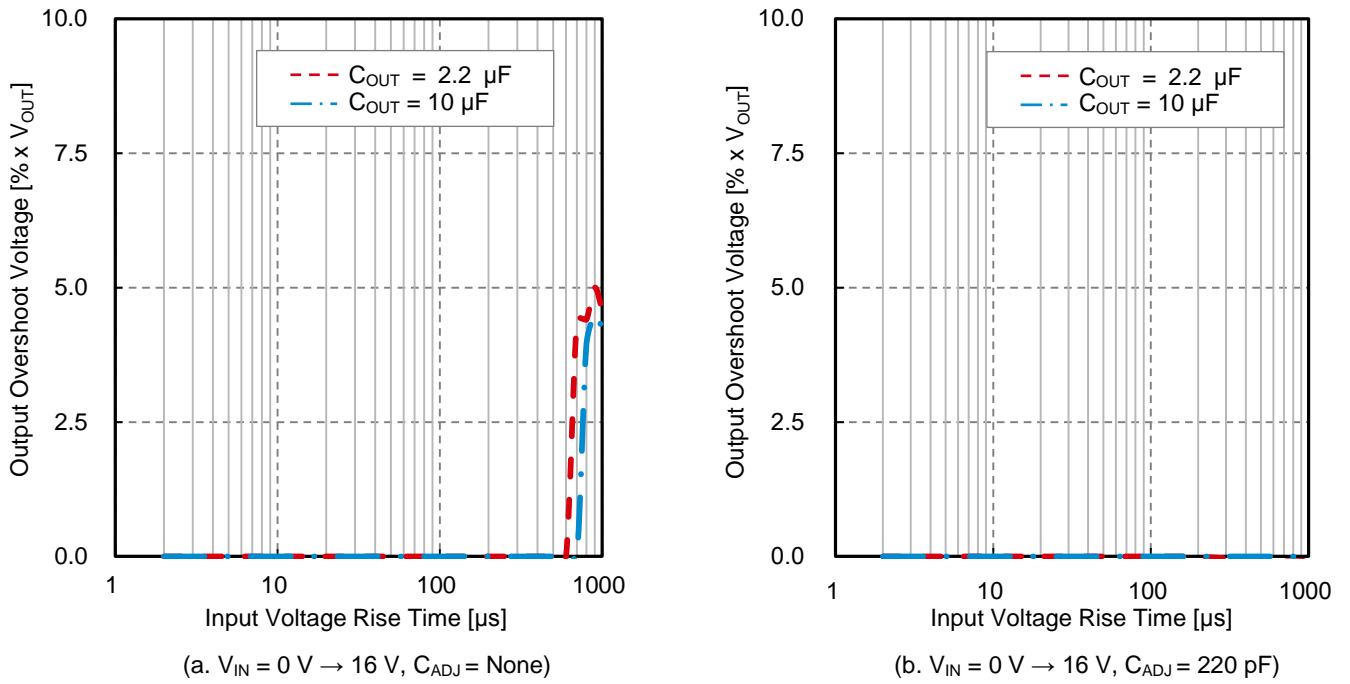 10.0
7.5
5.0
2.5
0.0
Output Overshoot Voltage [% x VOUT]
COUT = 2.2 µF
COUT = 10 µF
1
10
100
1000
Input Voltage Rise Time [µs]
(a. VIN = 0 V → 16 V, CADJ = None)
10.0
7.5
5.0
2.5
0.0
Output Overshoot Voltage [% x VOUT]
COUT = 2.2 µF
COUT = 10 µF
1
10
100
1000
Input Voltage Rise Time [µs]
(b. VIN = 0 V → 16 V, CADJ = 220 pF)